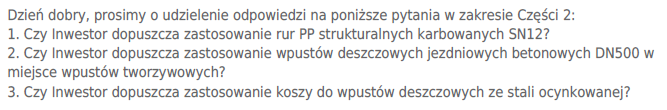 Dzień dobry, prosimy o udzielenie odpowiedzi na poniższe pytania w zakresie Części 2:
1. Czy Inwestor dopuszcza zastosowanie rur PP strukturalnych karbowanych SN12?
2. Czy Inwestor dopuszcza zastosowanie wpustów deszczowych jezdniowych betonowych DN500 w
miejsce wpustów tworzywowych?
3. Czy Inwestor dopuszcza zastosowanie koszy do wpustów deszczowych ze stali ocynkowanej?